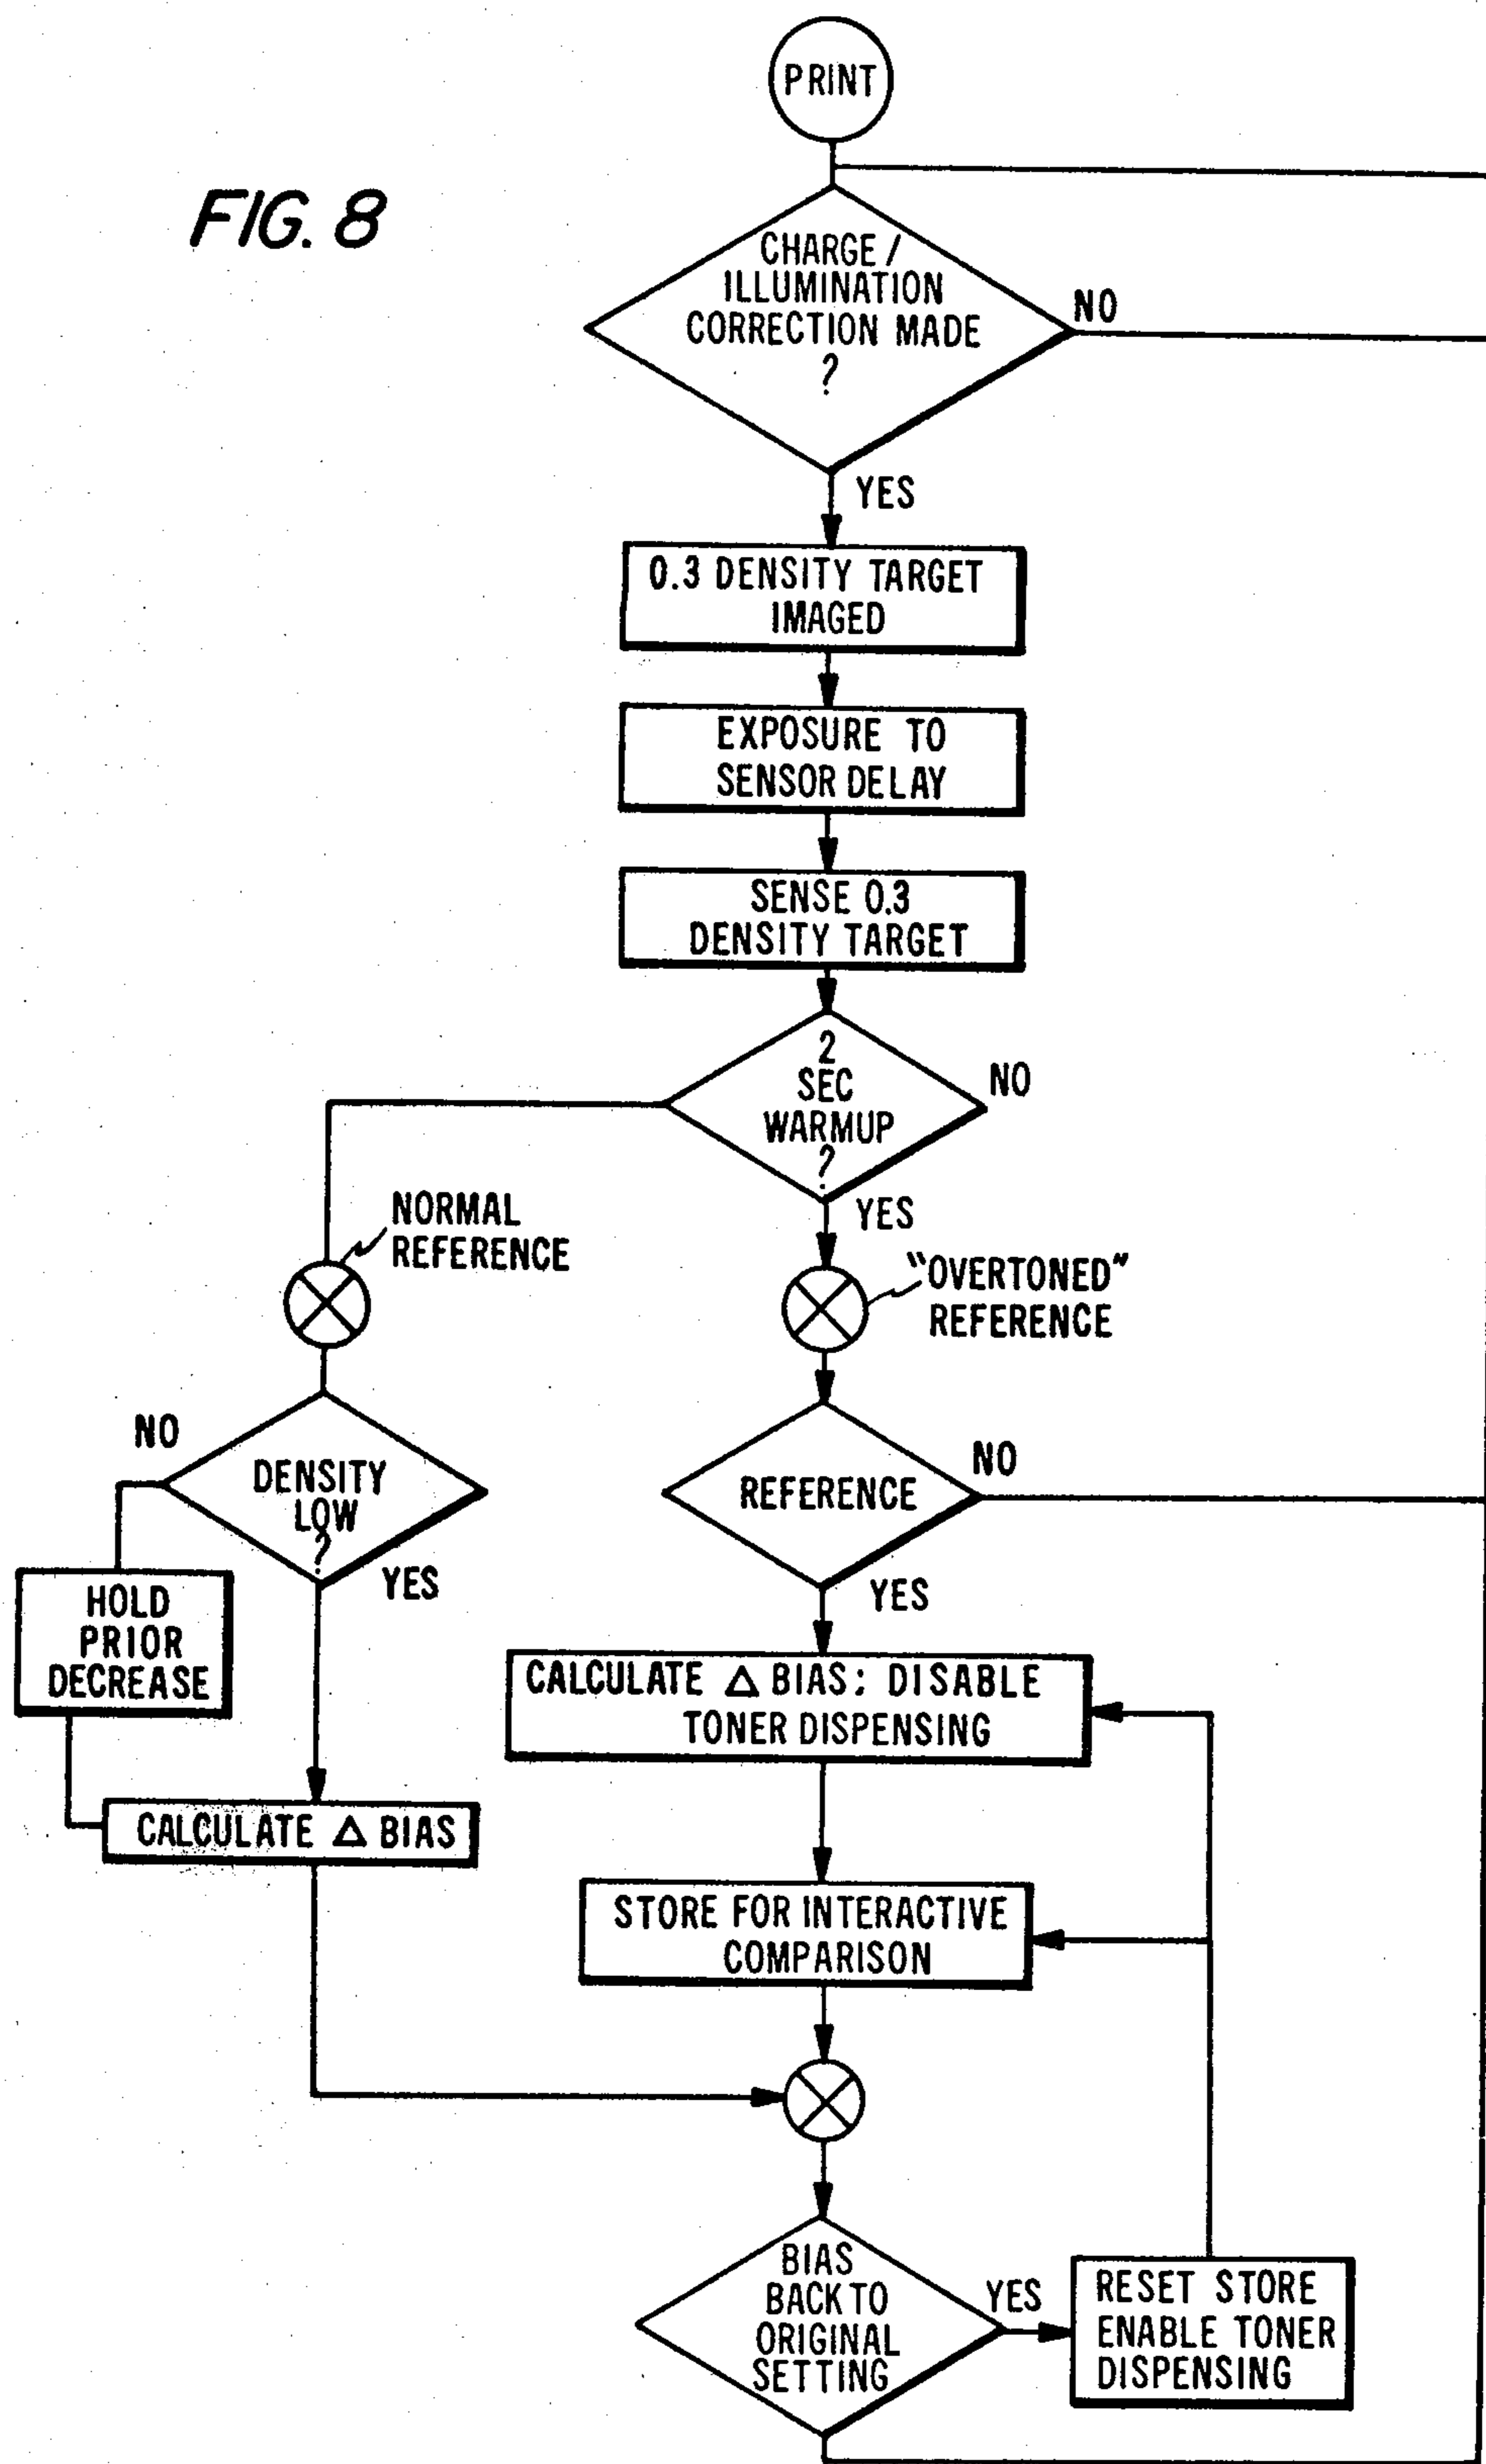 PRINT
FIG. 8
CHARGE /
ILLUMINATION
CORRECTION MADE
?
NO
YES
0.3 DENSITY TARGET
IMAGED
EXPOSURE TO
SENSOR DELAY
SENSE 0.3
DENSITY TARGET
2
SEC
WARMUP
?
NO
YES
NORMAL
REFERENCE
"OVERTONED"
REFERENCE
NO
DENSITY
LOW
?
YES
REFERENCE
NO
YES
HOLD
PRIOR
DECREASE
CALCULATE Δ BIAS: DISABLE
TONER DISPENSING
CALCULATE Δ BIAS
STORE FOR INTERACTIVE
COMPARISON
BIAS
BACK TO
ORIGINAL
SETTING
YES
RESET STORE
ENABLE TONER
DISPENSING